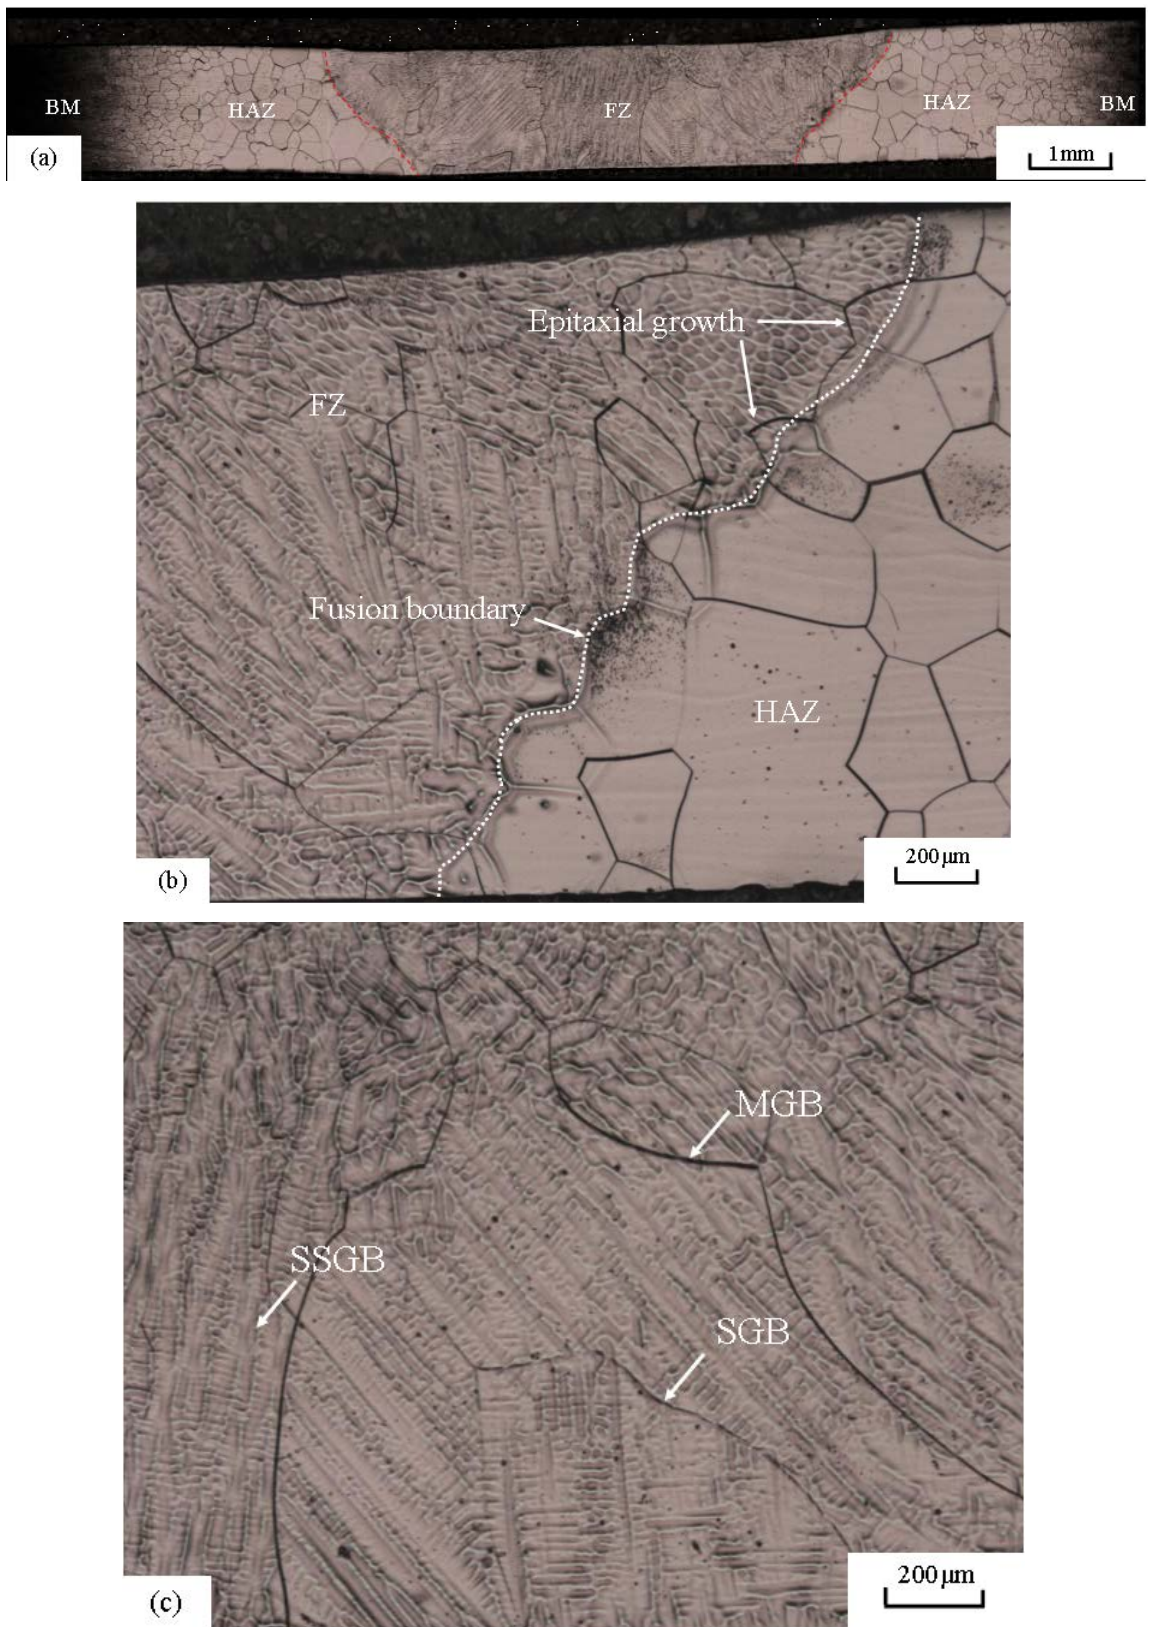 BM
HAZ
FZ
HAZ
BM
(a)
1mm
Epitaxial growth
FZ
Fusion boundary
HAZ
200μm
(b)
MGB
SSGB
SGB
200μm
(c)